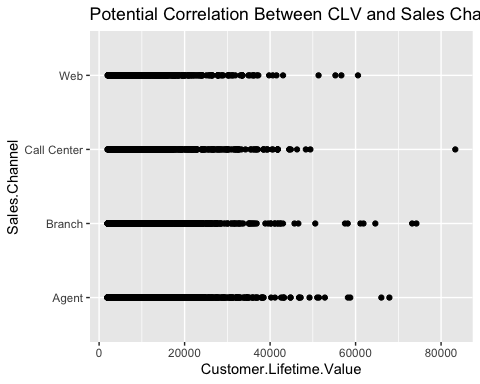 Potential Correlation Between CLV and Sales Cha
Sales.Channel
Web
Call Center
Branch
Agent
0 20000 40000 60000 80000
Customer.Lifetime.Value